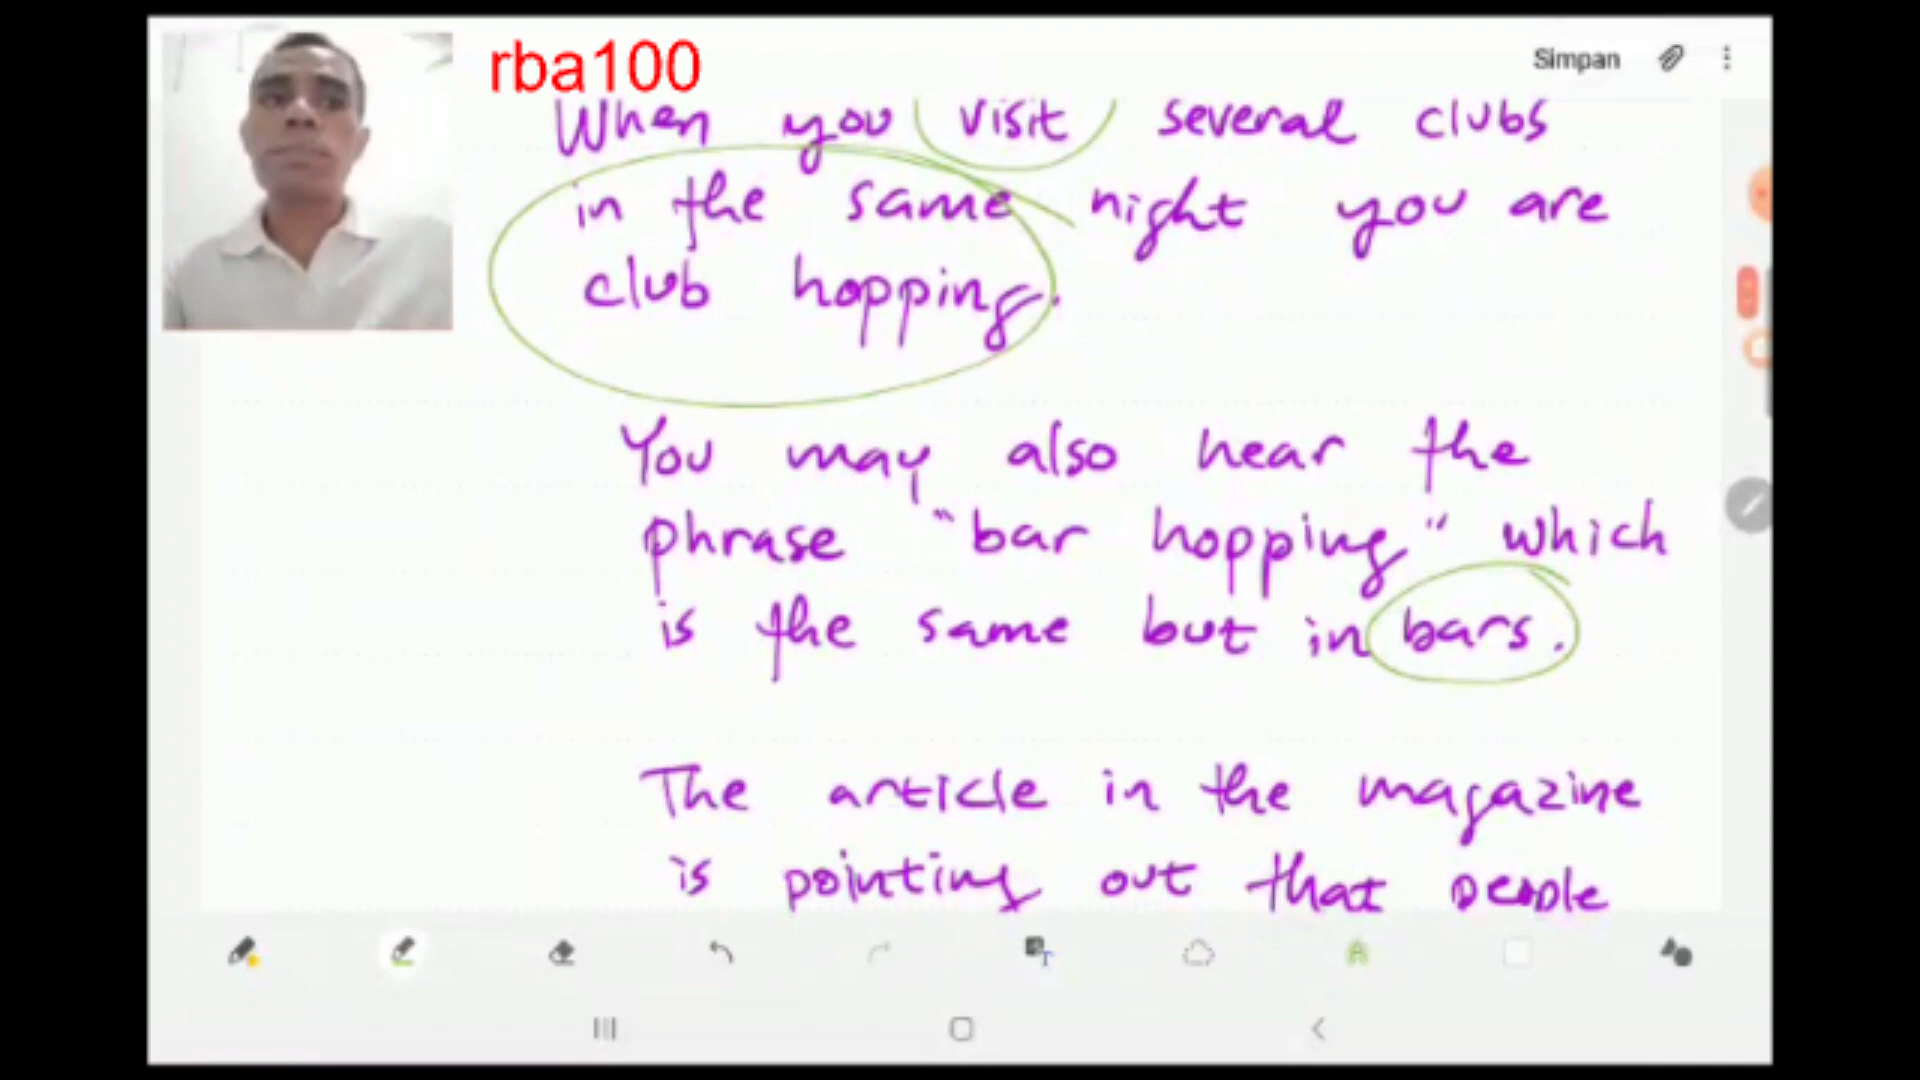 rba100
Simpan
When you visit several clubs
in the same night you are
club hopping.
You may also hear the
phrase "bar hopping" which
is the same but in bars.
The article in the magazine
is pointing out that people